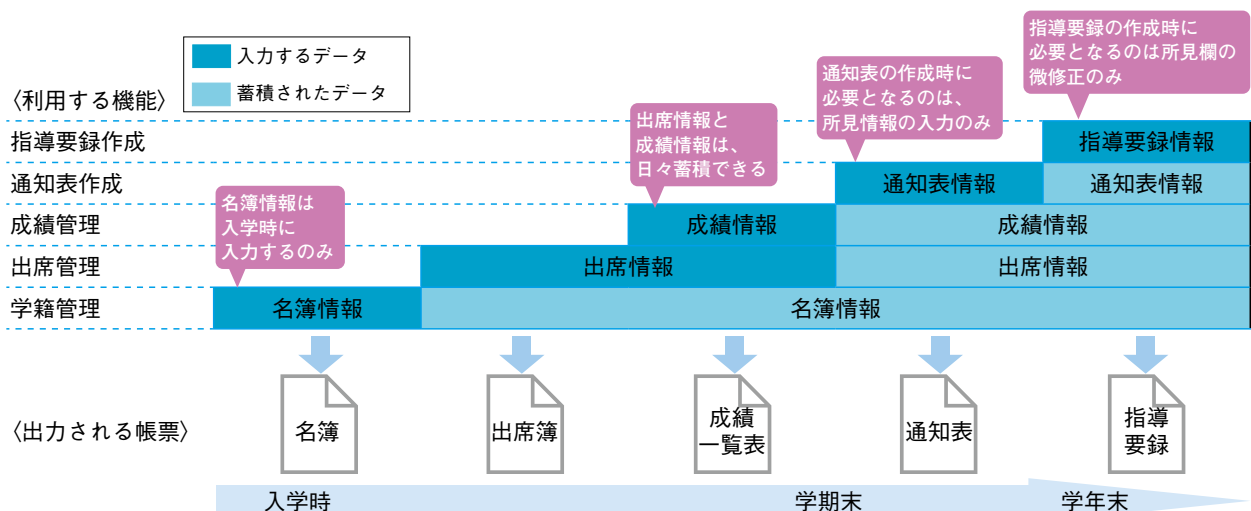 入力するデータ
蓄積されたデータ
指導要録の作成時に
必要となるのは所見欄の
微修正のみ
通知表の作成時に
必要となるのは、
所見情報の入力のみ
出席情報と
成績情報は、
日々蓄積できる
名簿情報は
入学時に
入力するのみ
〈利用する機能〉
指導要録作成
指導要録情報
通知表作成
通知表情報
通知表情報
成績管理
成績情報
成績情報
出席管理
出席情報
出席情報
学籍管理
名簿情報
名簿情報
〈出力される帳票〉
名簿
出席簿
成績
一覧表
通知表
指導
要録
入学時
学期末
学年末